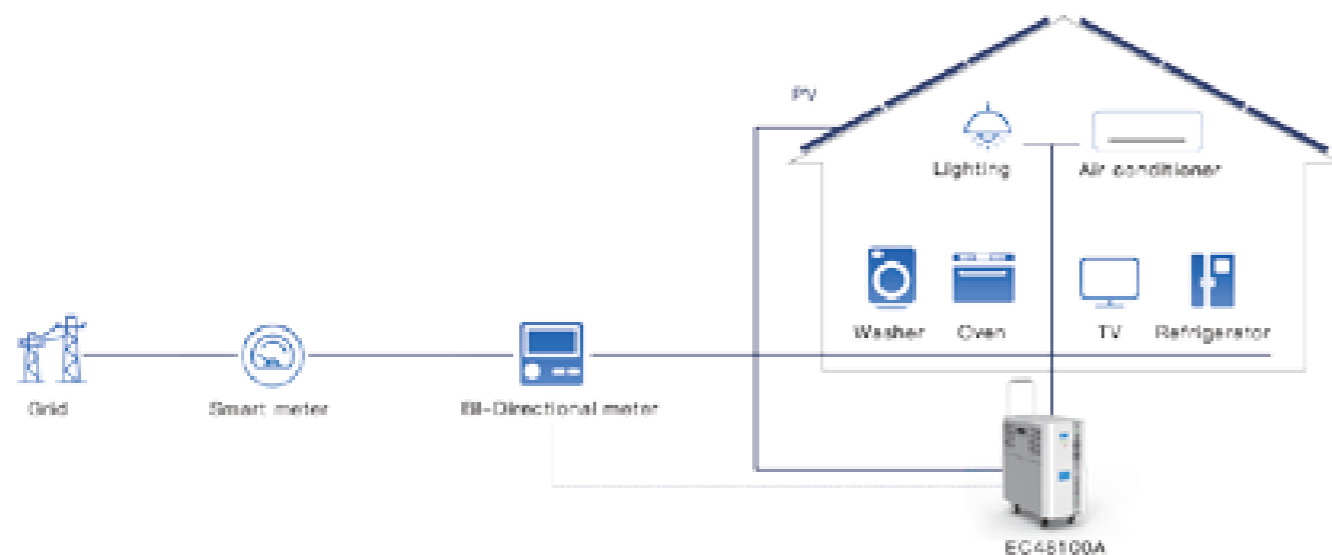 PV
Lighting
Air conditioner
Washer
Oven
TV
Refrigerator
Grid
Smart meter
Bi-Directional meter
EC48100A